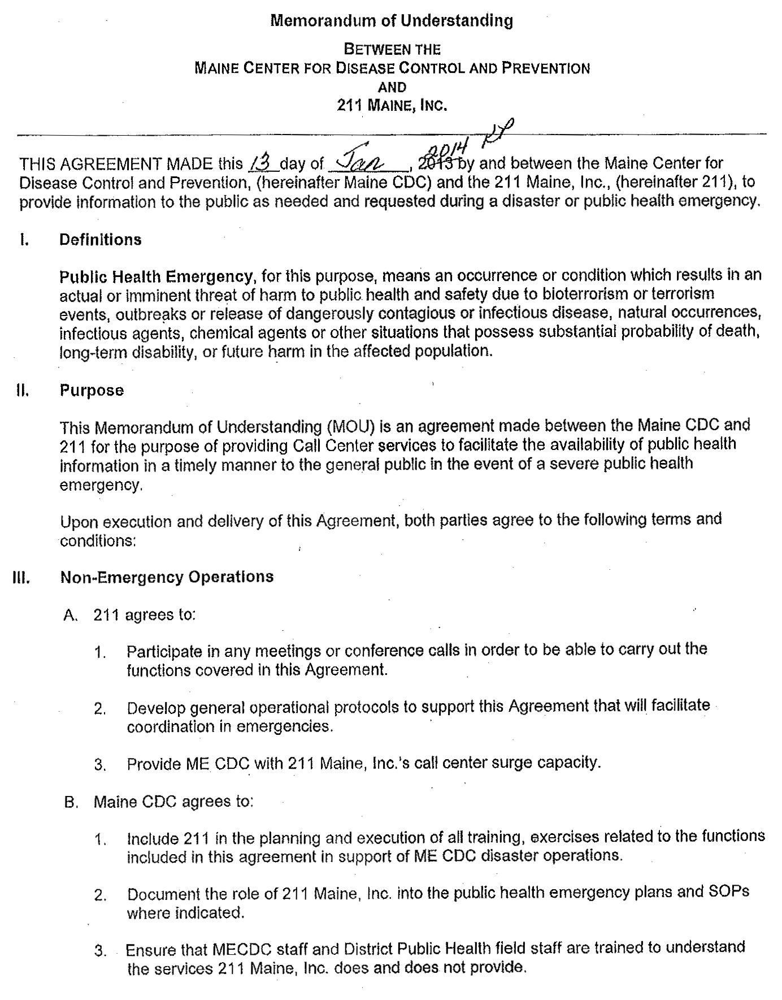 Memorandum of Understanding
BETWEEN THE
MAINE CENTER FOR DISEASE CONTROL AND PREVENTION
AND
211 MAINE, INC.
THIS AGREEMENT MADE this 13 day of Jan, 2013 2014 by and between the Maine Center for
Disease Control and Prevention, (hereinafter Maine CDC) and the 211 Maine, Inc., (hereinafter 211), to
provide information to the public as needed and requested during a disaster or public health emergency.
I. Definitions
Public Health Emergency, for this purpose, means an occurrence or condition which results in an
actual or imminent threat of harm to public health and safety due to bioterrorism or terrorism
events, outbreaks or release of dangerously contagious or infectious disease, natural occurrences,
infectious agents, chemical agents or other situations that possess substantial probability of death,
long-term disability, or future harm in the affected population.
II. Purpose
This Memorandum of Understanding (MOU) is an agreement made between the Maine CDC and
211 for the purpose of providing Call Center services to facilitate the availability of public health
information in a timely manner to the general public in the event of a severe public health
emergency.
Upon execution and delivery of this Agreement, both parties agree to the following terms and
conditions:
III. Non-Emergency Operations
A. 211 agrees to:
1. Participate in any meetings or conference calls in order to be able to carry out the
functions covered in this Agreement.
2. Develop general operational protocols to support this Agreement that will facilitate
coordination in emergencies.
3. Provide ME CDC with 211 Maine, Inc.'s call center surge capacity.
B. Maine CDC agrees to:
1. Include 211 in the planning and execution of all training, exercises related to the functions
included in this agreement in support of ME CDC disaster operations.
2. Document the role of 211 Maine, Inc. into the public health emergency plans and SOPs
where indicated.
3. Ensure that MECDC staff and District Public Health field staff are trained to understand
the services 211 Maine, Inc. does and does not provide.